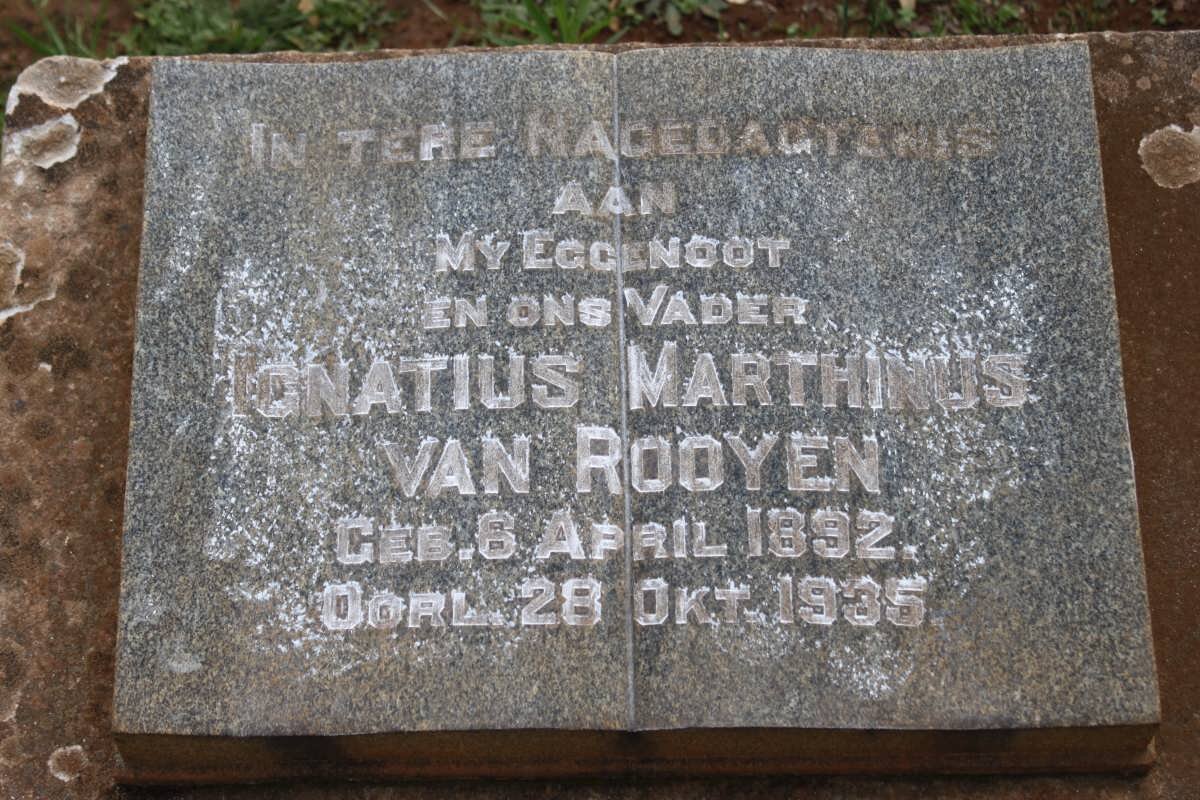 IN TERE NAGEDAGTENIS
AAN
MY EGGENOOT
EN ONS VADER
IGNATIUS MARTHINUS
VAN ROOYEN
GEB. 6 APRIL 1892.
OORL. 28 OKT. 1935.